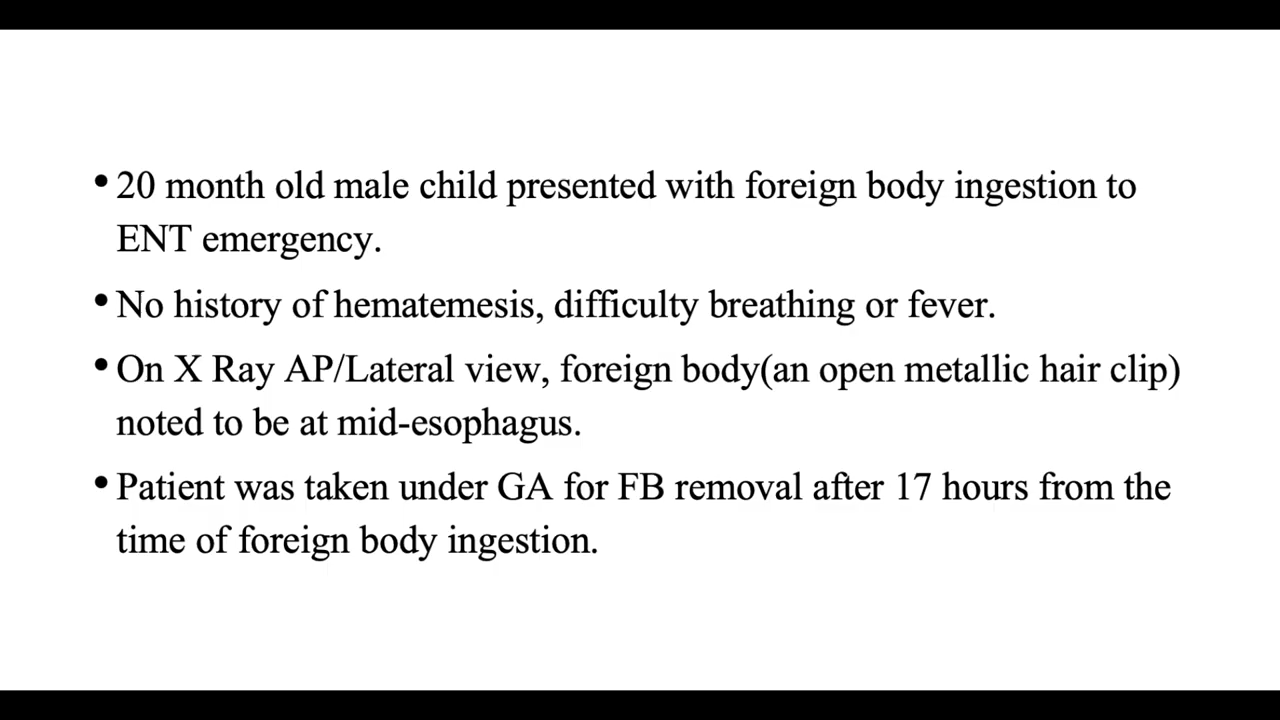 • 20 month old male child presented with foreign body ingestion to
ENT emergency.
• No history of hematemesis, difficulty breathing or fever.
• On X Ray AP/Lateral view, foreign body(an open metallic hair clip)
noted to be at mid-esophagus.
• Patient was taken under GA for FB removal after 17 hours from the
time of foreign body ingestion.